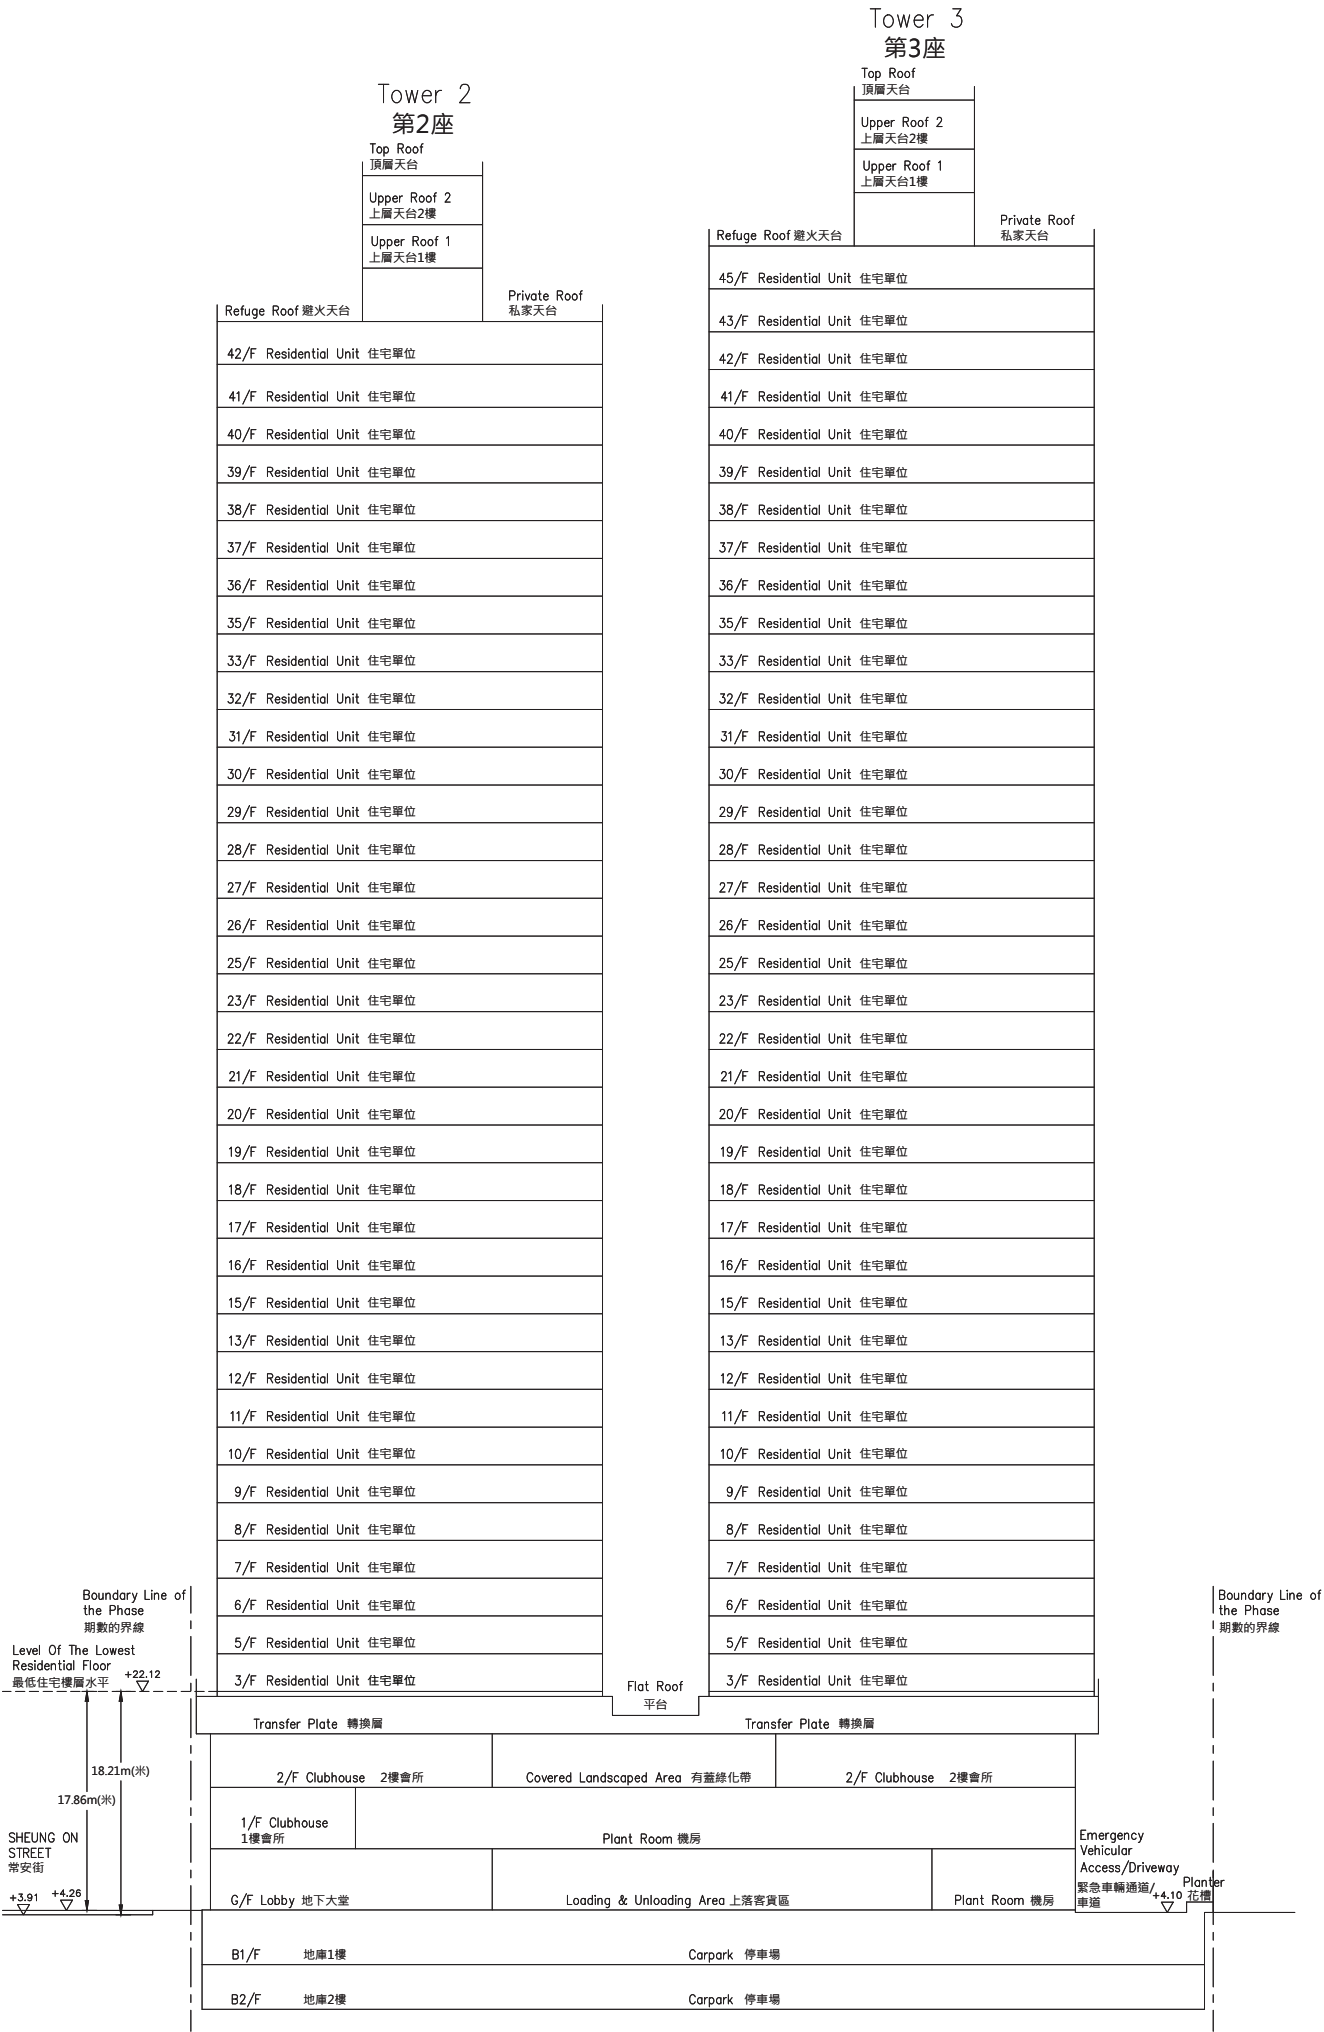 Tower 3
第3座
Top Roof
頂層天台
Upper Roof 2
上層天台2樓
Upper Roof 1
上層天台1樓
Refuge Roof 避火天台
Private Roof
私家天台
45/F Residential Unit 住宅單位
43/F Residential Unit 住宅單位
42/F Residential Unit 住宅單位
41/F Residential Unit 住宅單位
40/F Residential Unit 住宅單位
39/F Residential Unit 住宅單位
38/F Residential Unit 住宅單位
37/F Residential Unit 住宅單位
36/F Residential Unit 住宅單位
35/F Residential Unit 住宅單位
33/F Residential Unit 住宅單位
32/F Residential Unit 住宅單位
31/F Residential Unit 住宅單位
30/F Residential Unit 住宅單位
29/F Residential Unit 住宅單位
28/F Residential Unit 住宅單位
27/F Residential Unit 住宅單位
26/F Residential Unit 住宅單位
25/F Residential Unit 住宅單位
23/F Residential Unit 住宅單位
22/F Residential Unit 住宅單位
21/F Residential Unit 住宅單位
20/F Residential Unit 住宅單位
19/F Residential Unit 住宅單位
18/F Residential Unit 住宅單位
17/F Residential Unit 住宅單位
16/F Residential Unit 住宅單位
15/F Residential Unit 住宅單位
13/F Residential Unit 住宅單位
12/F Residential Unit 住宅單位
11/F Residential Unit 住宅單位
10/F Residential Unit 住宅單位
9/F Residential Unit 住宅單位
8/F Residential Unit 住宅單位
7/F Residential Unit 住宅單位
6/F Residential Unit 住宅單位
5/F Residential Unit 住宅單位
3/F Residential Unit 住宅單位
Tower 2
第2座
Top Roof
頂層天台
Upper Roof 2
上層天台2樓
Upper Roof 1
上層天台1樓
Refuge Roof 避火天台
Private Roof
私家天台
42/F Residential Unit 住宅單位
41/F Residential Unit 住宅單位
40/F Residential Unit 住宅單位
39/F Residential Unit 住宅單位
38/F Residential Unit 住宅單位
37/F Residential Unit 住宅單位
36/F Residential Unit 住宅單位
35/F Residential Unit 住宅單位
33/F Residential Unit 住宅單位
32/F Residential Unit 住宅單位
31/F Residential Unit 住宅單位
30/F Residential Unit 住宅單位
29/F Residential Unit 住宅單位
28/F Residential Unit 住宅單位
27/F Residential Unit 住宅單位
26/F Residential Unit 住宅單位
25/F Residential Unit 住宅單位
23/F Residential Unit 住宅單位
22/F Residential Unit 住宅單位
21/F Residential Unit 住宅單位
20/F Residential Unit 住宅單位
19/F Residential Unit 住宅單位
18/F Residential Unit 住宅單位
17/F Residential Unit 住宅單位
16/F Residential Unit 住宅單位
15/F Residential Unit 住宅單位
13/F Residential Unit 住宅單位
12/F Residential Unit 住宅單位
11/F Residential Unit 住宅單位
10/F Residential Unit 住宅單位
9/F Residential Unit 住宅單位
8/F Residential Unit 住宅單位
7/F Residential Unit 住宅單位
6/F Residential Unit 住宅單位
5/F Residential Unit 住宅單位
3/F Residential Unit 住宅單位
Boundary Line of
the Phase
期數的界線
Boundary Line of
the Phase
期數的界線
Level Of The Lowest
Residential Floor
最低住宅樓層水平
+22.12
Flat Roof
平台
Transfer Plate 轉換層
Transfer Plate 轉換層
18.21m(米)
17.86m(米)
2/F Clubhouse 2樓會所
Covered Landscaped Area 有蓋綠化帶
2/F Clubhouse 2樓會所
1/F Clubhouse
1樓會所
Plant Room 機房
SHEUNG ON
STREET
常安街
+3.91
+4.26
G/F Lobby 地下大堂
Loading & Unloading Area 上落客貨區
Plant Room 機房
Emergency
Vehicular
Access/Driveway
緊急車輛通道/
車道
+4.10
Planter
花槽
B1/F 地庫1樓
Carpark 停車場
B2/F 地庫2樓
Carpark 停車場